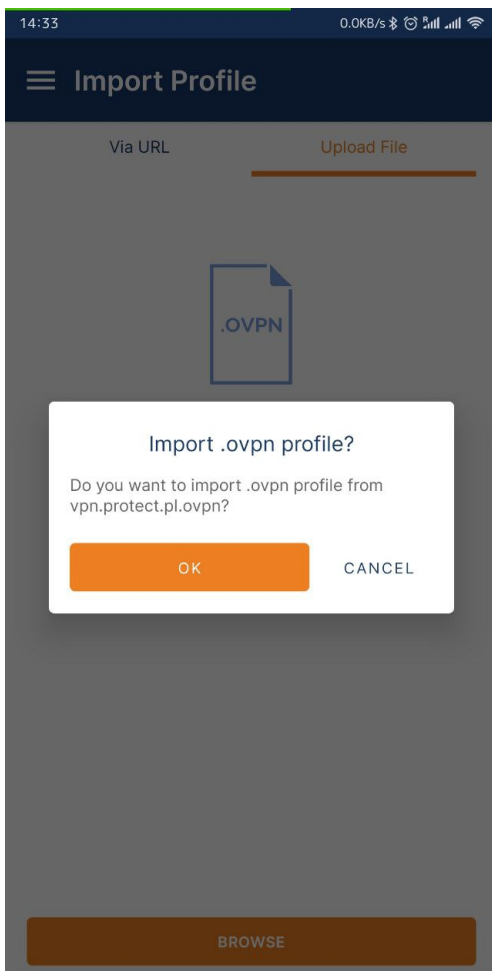 14:33
0.0KB/s
Import Profile
Via URL
Upload File
.OVPN
Import .ovpn profile?
Do you want to import .ovpn profile from
vpn.protect.pl.ovpn?
OK
CANCEL
BROWSE